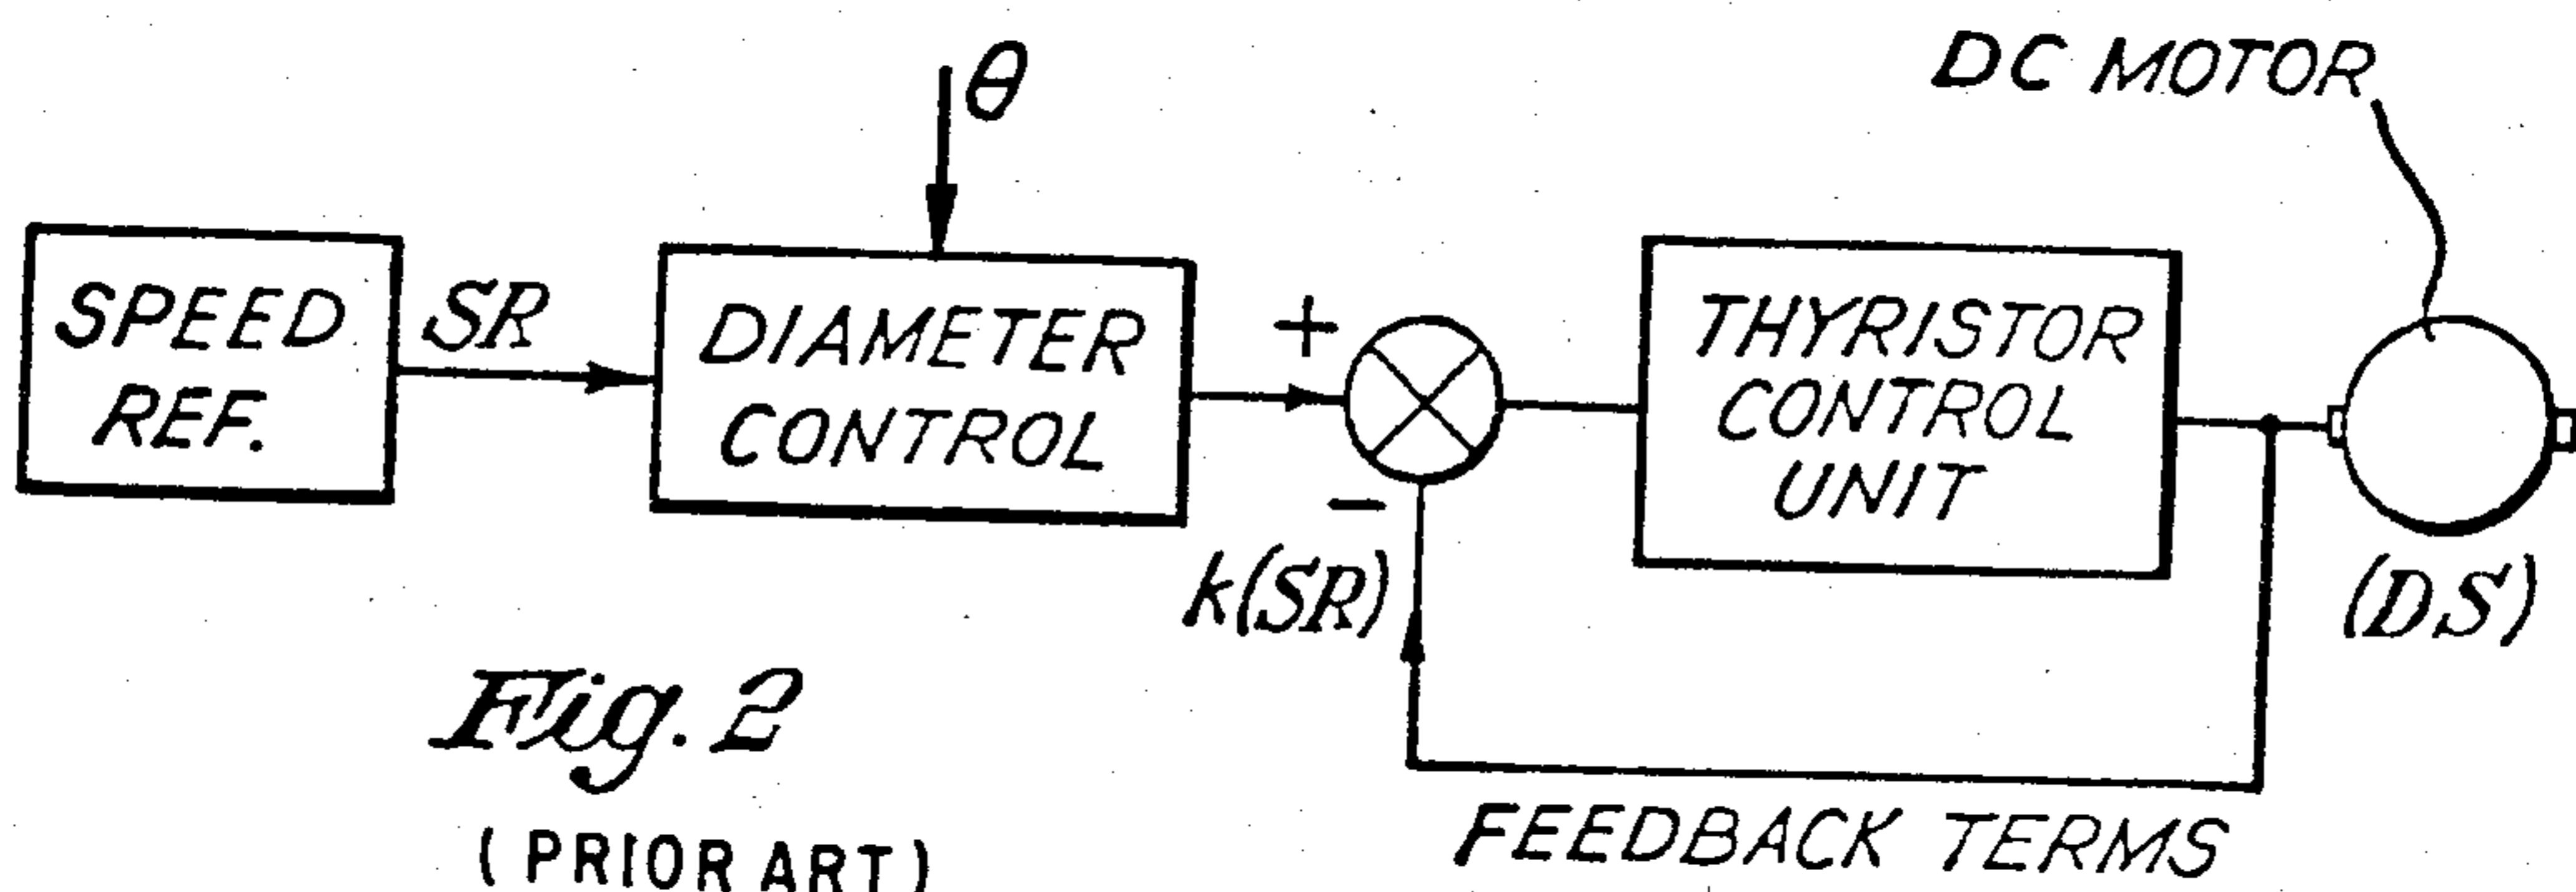 θ
DC MOTOR
SPEED
REF.
SR
DIAMETER
CONTROL
+
−
k(SR)
THYRISTOR
CONTROL
UNIT
(DS)
FEEDBACK TERMS
Fig. 2
(PRIOR ART)